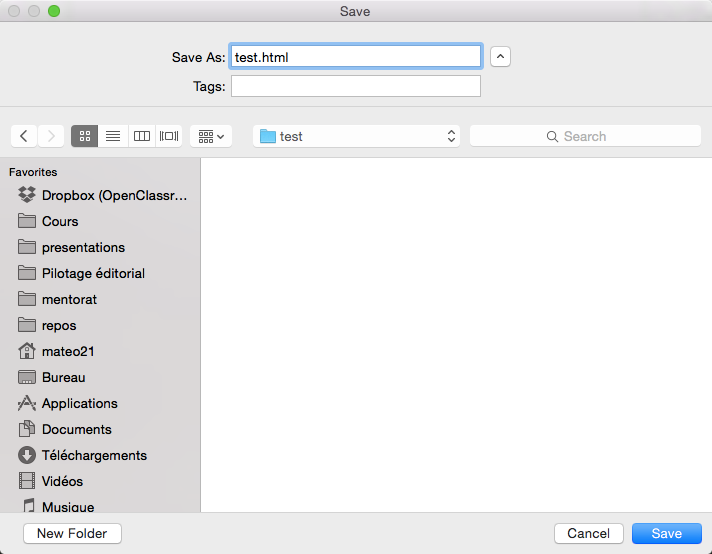 Save
Save As: test.html
Tags:
test
Search
Favorites
Dropbox (OpenClassr...
Cours
presentations
Pilotage éditorial
mentorat
repos
mateo21
Bureau
Applications
Documents
Téléchargements
Vidéos
Musique
New Folder
Cancel
Save